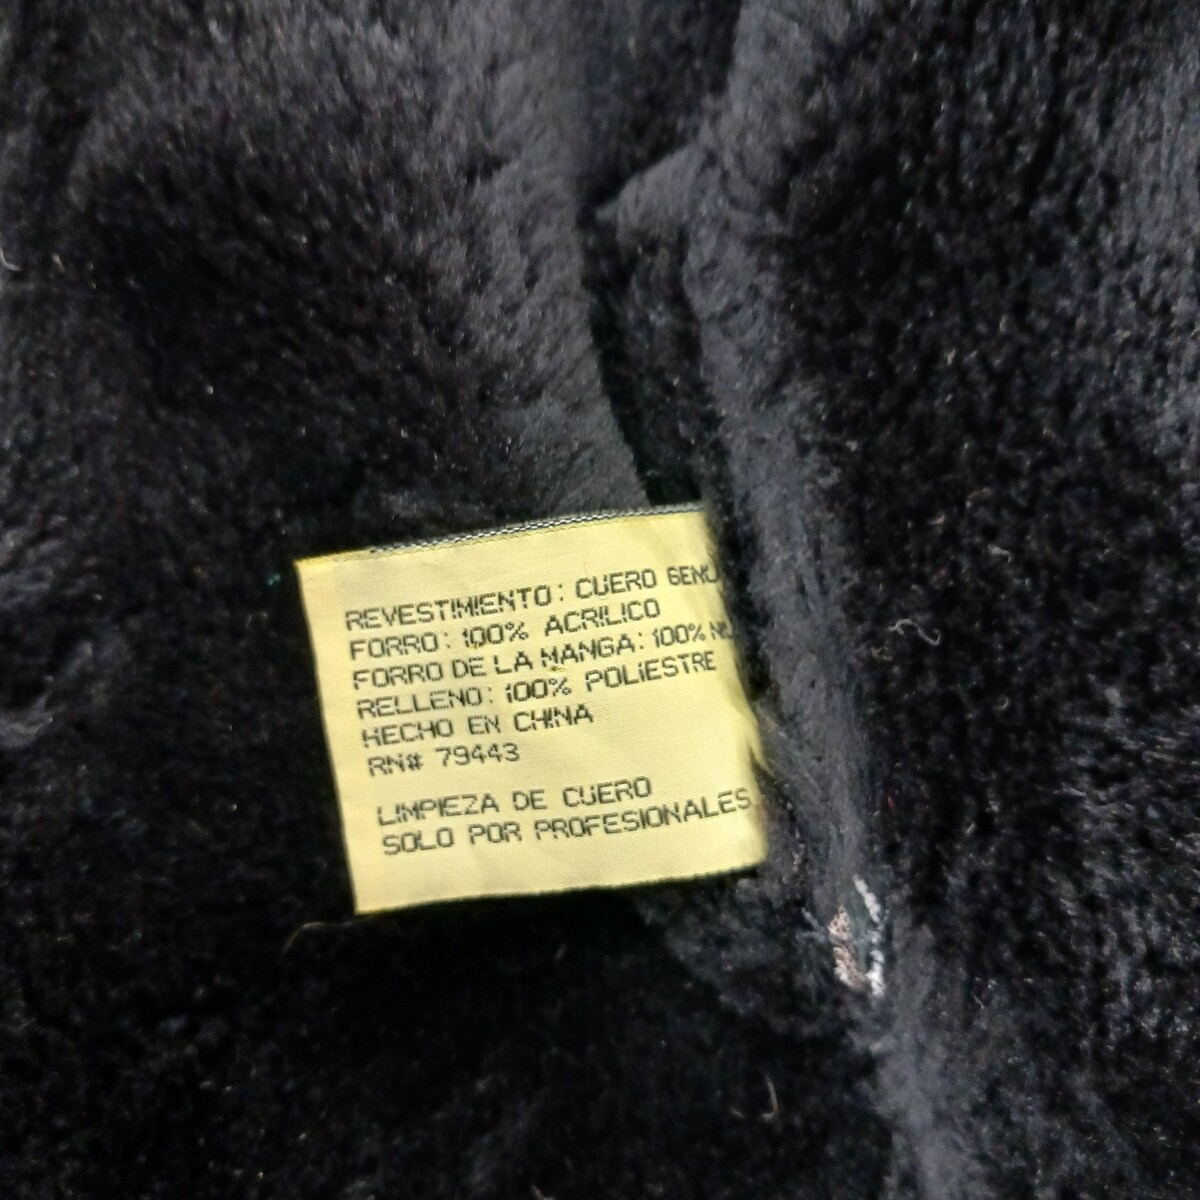 REVESTIMIENTO: CUERO GENU
FORRO: 100% ACRILICO
FORRO DE LA MANGA: 100% N
RELLENO: 100% POLIESTRE
HECHO EN CHINA
RN# 79443
LIMPIEZA DE CUERO
SOLO POR PROFESIONALES